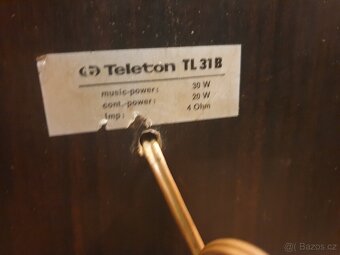 Teleton TL 31 B
music-power: 30 W
cont.-power: 20 W
Imp: 4 Ohm
Bazos.cz